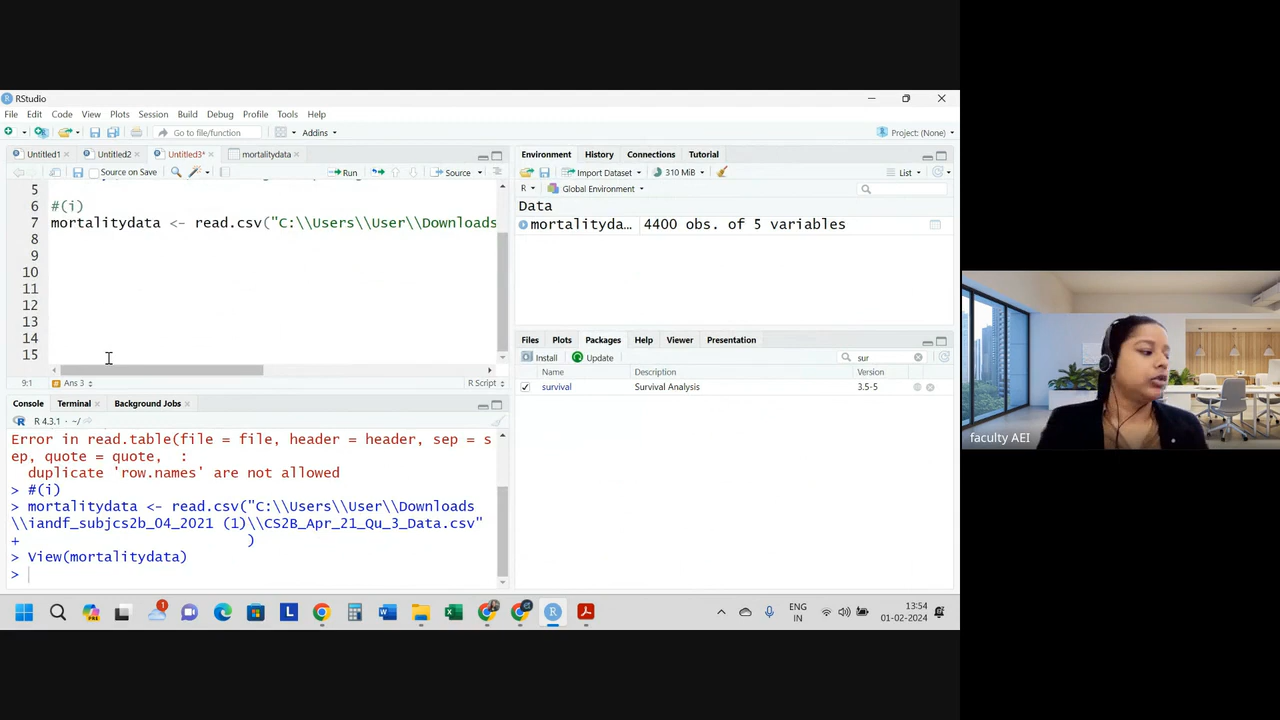 RStudio
File Edit Code View Plots Session Build Debug Profile Tools Help
Go to file/function Addins Project: (None)
Untitled1 Untitled2 Untitled3* mortalitydata
Source on Save Run Source
5
6 #(i)
7 mortalitydata <- read.csv("C:\\Users\\User\\Downloads
8
9
10
11
12
13
14
15
9:1 Ans 3 R Script
Console Terminal Background Jobs
R 4.3.1 · ~/
Error in read.table(file = file, header = header, sep = s
ep, quote = quote, :
duplicate 'row.names' are not allowed
> #(i)
> mortalitydata <- read.csv("C:\\Users\\User\\Downloads
\\iandf_subjcs2b_04_2021 (1)\\CS2B_Apr_21_Qu_3_Data.csv"
+ )
> View(mortalitydata)
>
Environment History Connections Tutorial
Import Dataset 310 MiB List
R Global Environment
Data
mortalityda… 4400 obs. of 5 variables
Files Plots Packages Help Viewer Presentation
Install Update sur
Name Description Version
survival Survival Analysis 3.5-5
faculty AEI
1 L ENG 13:54
IN 01-02-2024